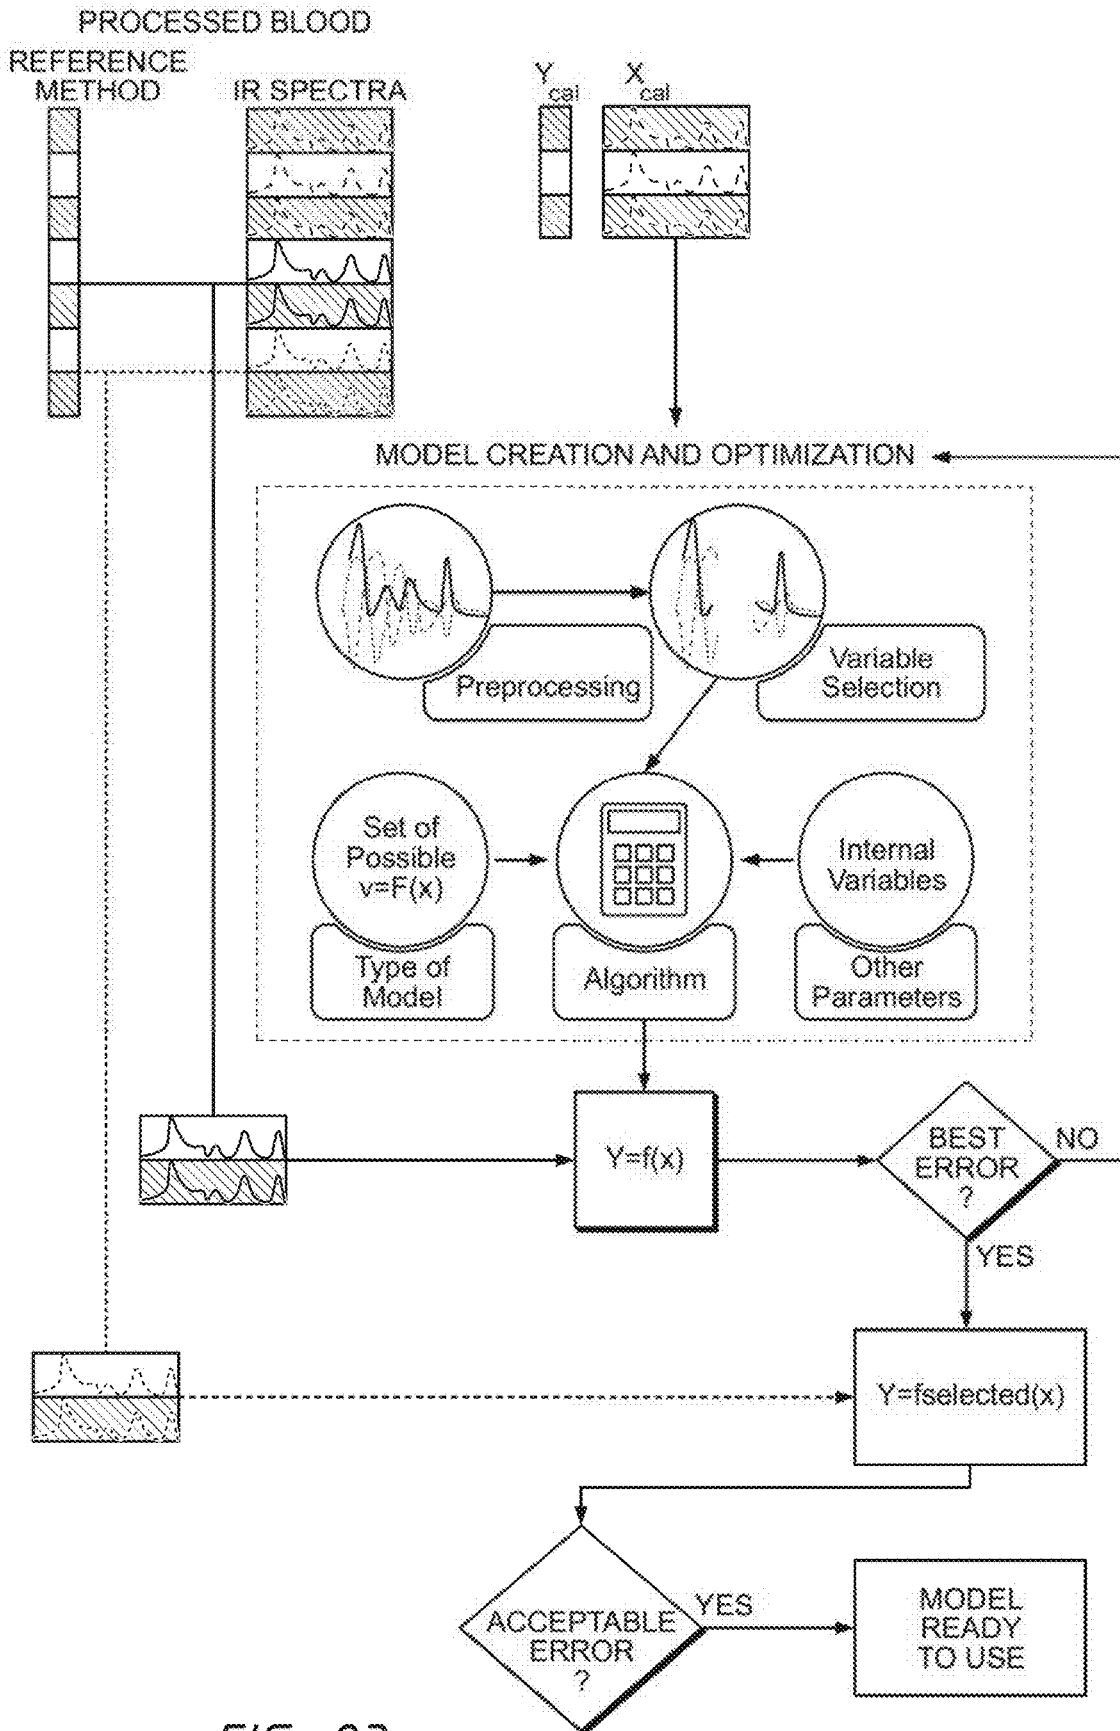 PROCESSED BLOOD
REFERENCE
METHOD
IR SPECTRA
Y cal
X cal
MODEL CREATION AND OPTIMIZATION
Preprocessing
Variable
Selection
Set of
Possible
v=F(x)
Internal
Variables
Type of
Model
Algorithm
Other
Parameters
Y=f(x)
BEST
ERROR
?
NO
YES
Y=fselected(x)
ACCEPTABLE
ERROR
?
YES
MODEL
READY
TO USE